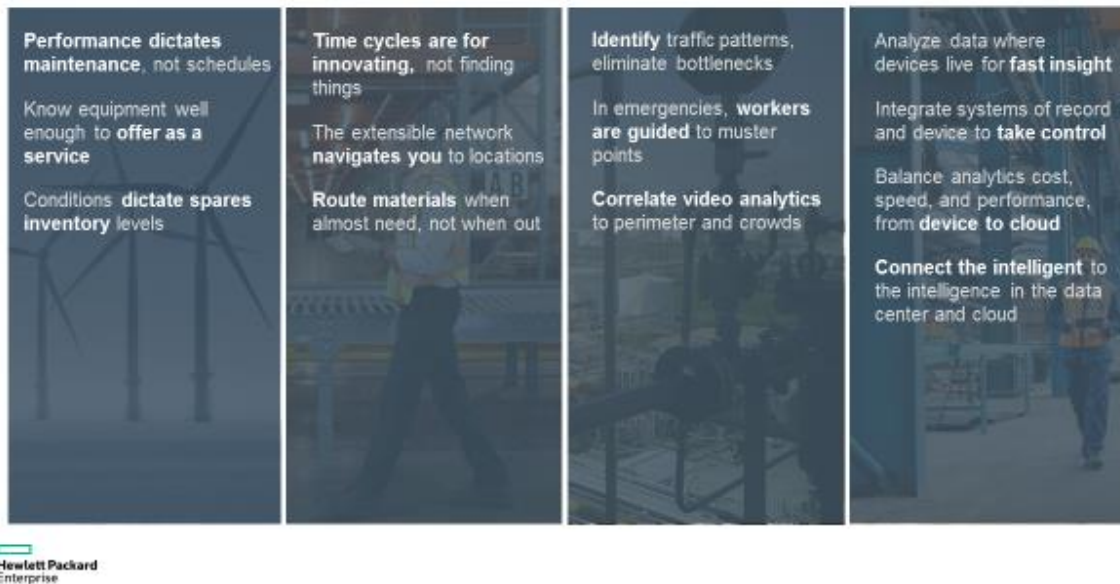 Performance dictates
maintenance, not schedules
Know equipment well
enough to offer as a
service
Conditions dictate spares
inventory levels
Time cycles are for
innovating, not finding
things
The extensible network
navigates you to locations
Route materials when
almost need, not when out
Identify traffic patterns,
eliminate bottlenecks
In emergencies, workers
are guided to muster
points
Correlate video analytics
to perimeter and crowds
Analyze data where
devices live for fast insight
Integrate systems of record
and device to take control
Balance analytics cost,
speed, and performance,
from device to cloud
Connect the intelligent to
the intelligence in the data
center and cloud
A B
Hewlett Packard
Enterprise